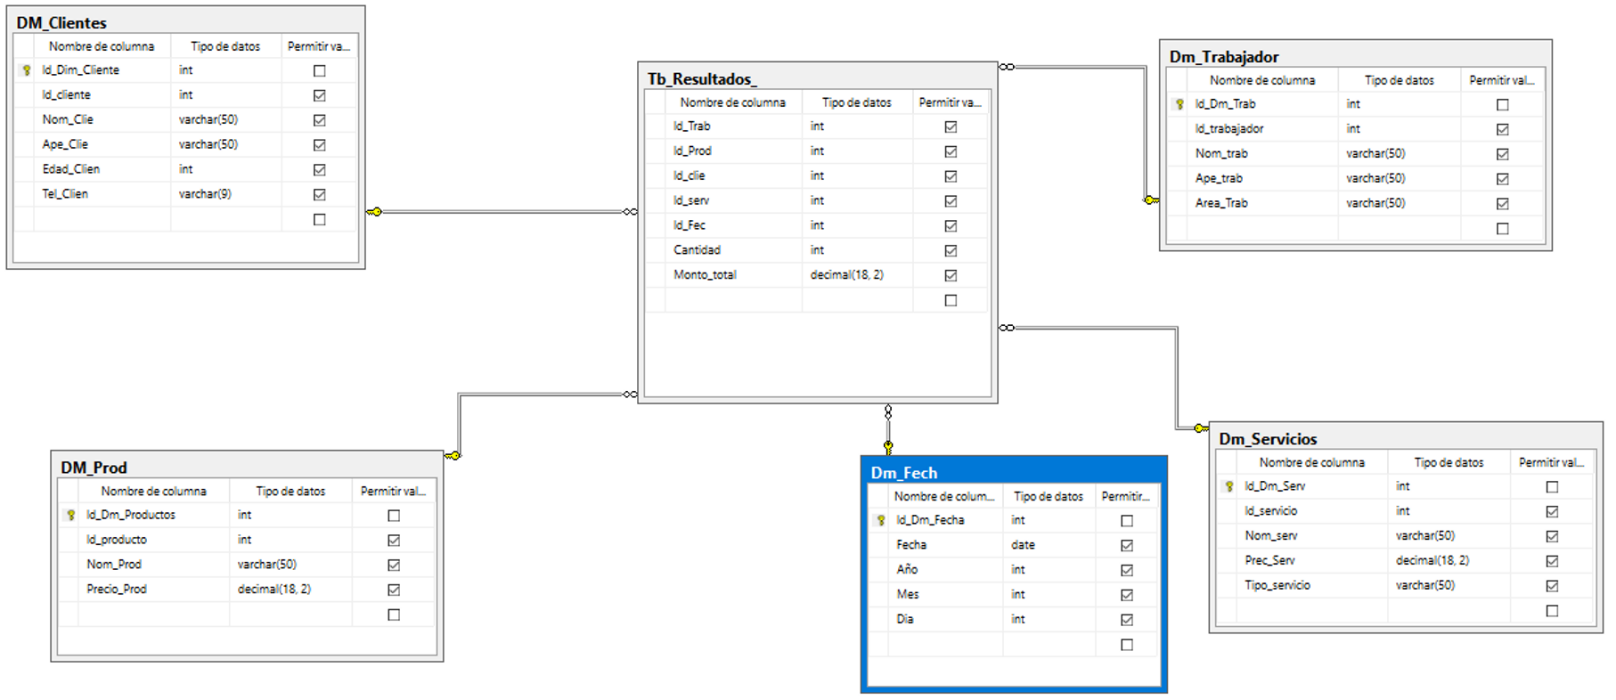 DM_Clientes
Nombre de columna Tipo de datos Permitir va...
Id_Dim_Cliente int
Id_cliente int
Nom_Clie varchar(50)
Ape_Clie varchar(50)
Edad_Clien int
Tel_Clien varchar(9)
Tb_Resultados_
Nombre de columna Tipo de datos Permitir va...
Id_Trab int
Id_Prod int
Id_clie int
Id_serv int
Id_Fec int
Cantidad int
Monto_total decimal(18, 2)
Dm_Trabajador
Nombre de columna Tipo de datos Permitir val...
Id_Dm_Trab int
Id_trabajador int
Nom_trab varchar(50)
Ape_trab varchar(50)
Area_Trab varchar(50)
DM_Prod
Nombre de columna Tipo de datos Permitir val...
Id_Dm_Productos int
Id_producto int
Nom_Prod varchar(50)
Precio_Prod decimal(18, 2)
Dm_Fech
Nombre de colum... Tipo de datos Permitir...
Id_Dm_Fecha int
Fecha date
Año int
Mes int
Dia int
Dm_Servicios
Nombre de columna Tipo de datos Permitir val...
Id_Dm_Serv int
Id_servicio int
Nom_serv varchar(50)
Prec_Serv decimal(18, 2)
Tipo_servicio varchar(50)